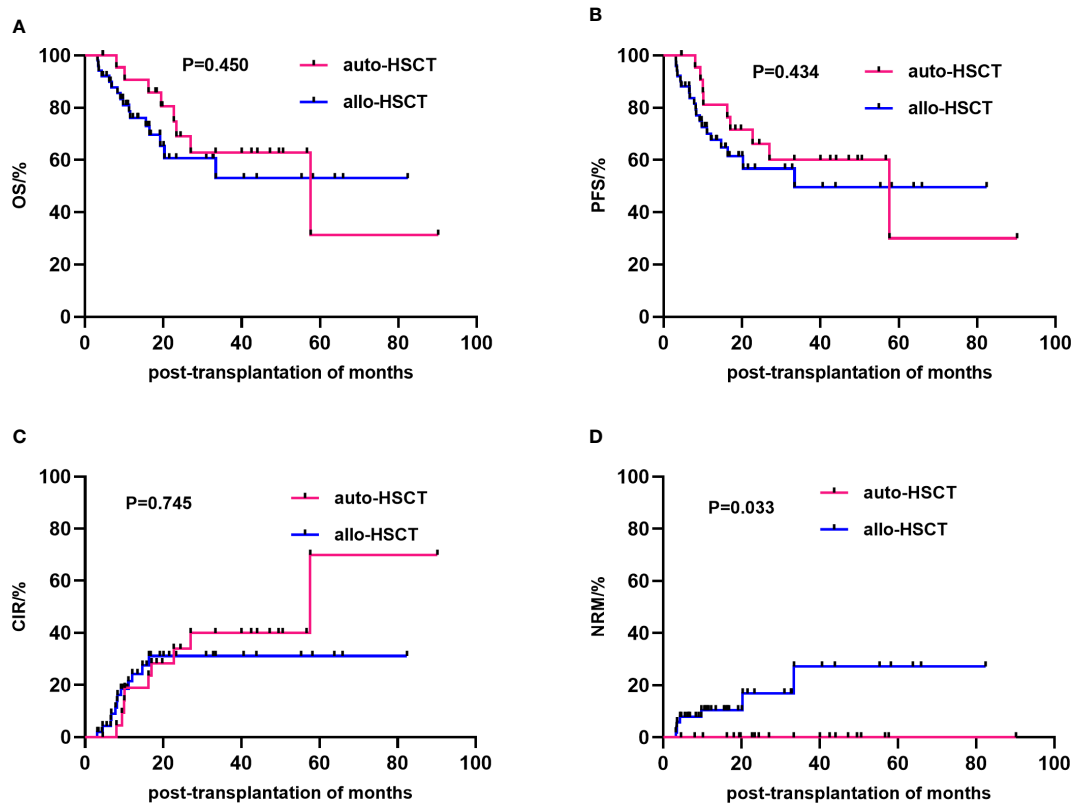 A
P=0.450
auto-HSCT
allo-HSCT
OS/%
100
80
60
40
20
0
0 20 40 60 80 100
post-transplantation of months
B
P=0.434
auto-HSCT
allo-HSCT
PFS/%
100
80
60
40
20
0
0 20 40 60 80 100
post-transplantation of months
C
P=0.745
auto-HSCT
allo-HSCT
CIR/%
100
80
60
40
20
0
0 20 40 60 80 100
post-transplantation of months
D
P=0.033
auto-HSCT
allo-HSCT
NRM/%
100
80
60
40
20
0
0 20 40 60 80 100
post-transplantation of months